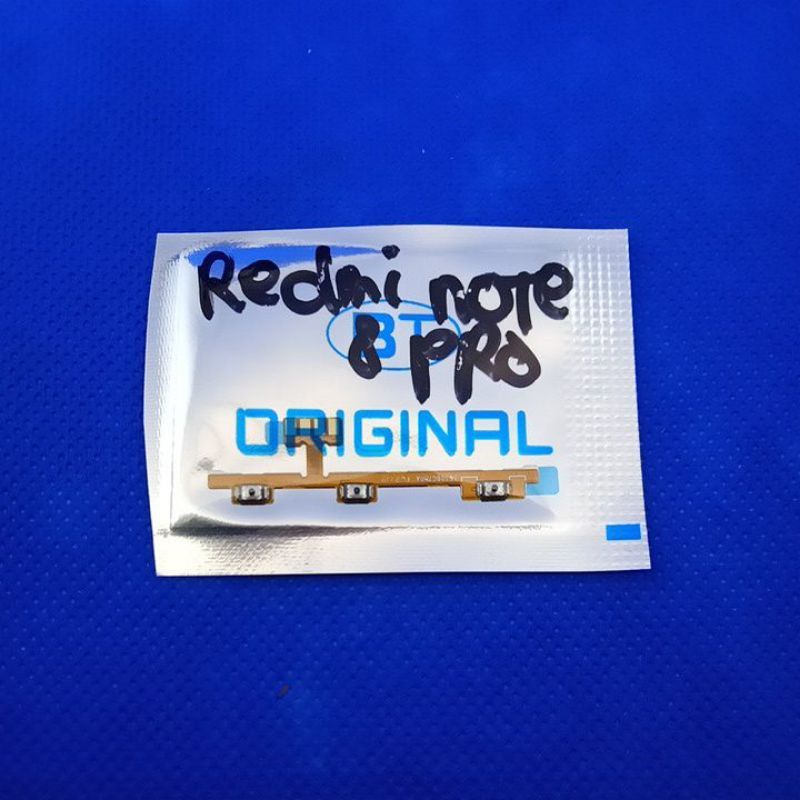 Redmi note
BT
8 PRO
ORIGINAL